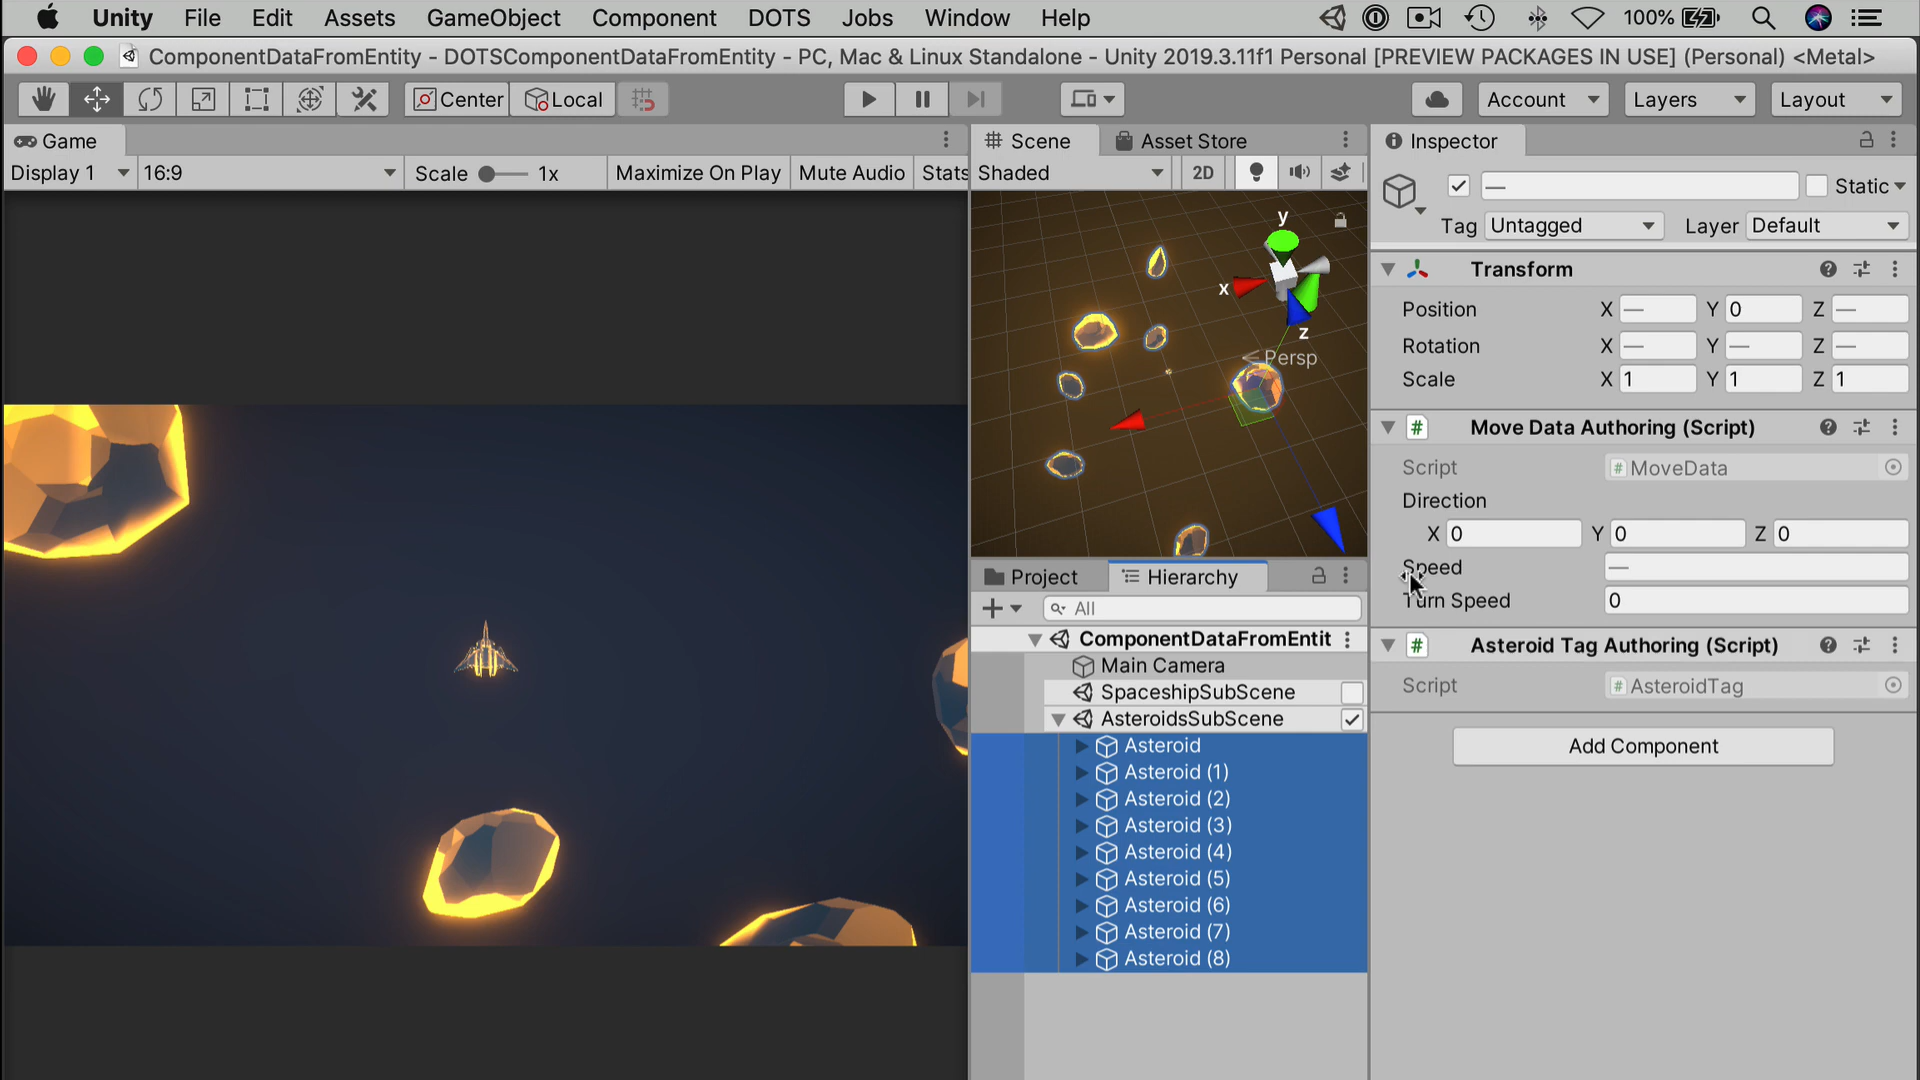 Unity File Edit Assets GameObject Component DOTS Jobs Window Help 100%
ComponentDataFromEntity - DOTSComponentDataFromEntity - PC, Mac & Linux Standalone - Unity 2019.3.11f1 Personal [PREVIEW PACKAGES IN USE] (Personal) <Metal>
Center Local Account Layers Layout
Game
Display 1 16:9 Scale 1x Maximize On Play Mute Audio Stats
Scene Asset Store
Shaded 2D
y
x
z
Persp
Project Hierarchy
All
ComponentDataFromEntit
Main Camera
SpaceshipSubScene
AsteroidsSubScene
Asteroid
Asteroid (1)
Asteroid (2)
Asteroid (3)
Asteroid (4)
Asteroid (5)
Asteroid (6)
Asteroid (7)
Asteroid (8)
Inspector
— Static
Tag Untagged Layer Default
Transform
Position X — Y 0 Z —
Rotation X — Y — Z —
Scale X 1 Y 1 Z 1
# Move Data Authoring (Script)
Script # MoveData
Direction
X 0 Y 0 Z 0
Speed —
Turn Speed 0
# Asteroid Tag Authoring (Script)
Script # AsteroidTag
Add Component